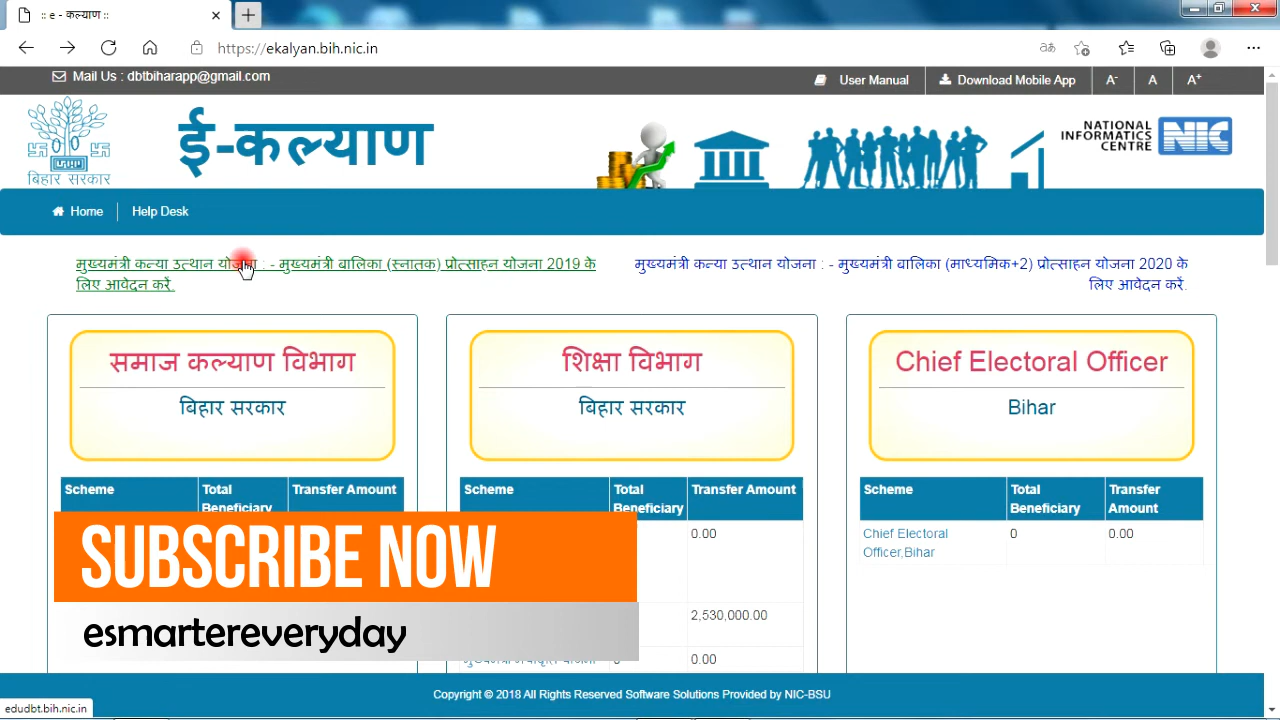 :: e - कल्याण ::
https://ekalyan.bih.nic.in
Mail Us : dbtbiharapp@gmail.com
User Manual
Download Mobile App
A-
A
A+
बिहार सरकार
ई-कल्याण
NATIONAL
INFORMATICS
CENTRE
NIC
Home
Help Desk
मुख्यमंत्री कन्या उत्थान योजना : - मुख्यमंत्री बालिका (स्नातक) प्रोत्साहन योजना 2019 के
लिए आवेदन करें.
मुख्यमंत्री कन्या उत्थान योजना : - मुख्यमंत्री बालिका (माध्यमिक+2) प्रोत्साहन योजना 2020 के
लिए आवेदन करें.
समाज कल्याण विभाग
बिहार सरकार
Scheme
Total
Beneficiary
Transfer Amount
शिक्षा विभाग
बिहार सरकार
Scheme
Total
Beneficiary
Transfer Amount
0.00
2,530,000.00
0.00
Chief Electoral Officer
Bihar
Scheme
Total
Beneficiary
Transfer
Amount
Chief Electoral
Officer,Bihar
0
0.00
SUBSCRIBE NOW
esmartereveryday
Copyright © 2018 All Rights Reserved Software Solutions Provided by NIC-BSU
edudbt.bih.nic.in